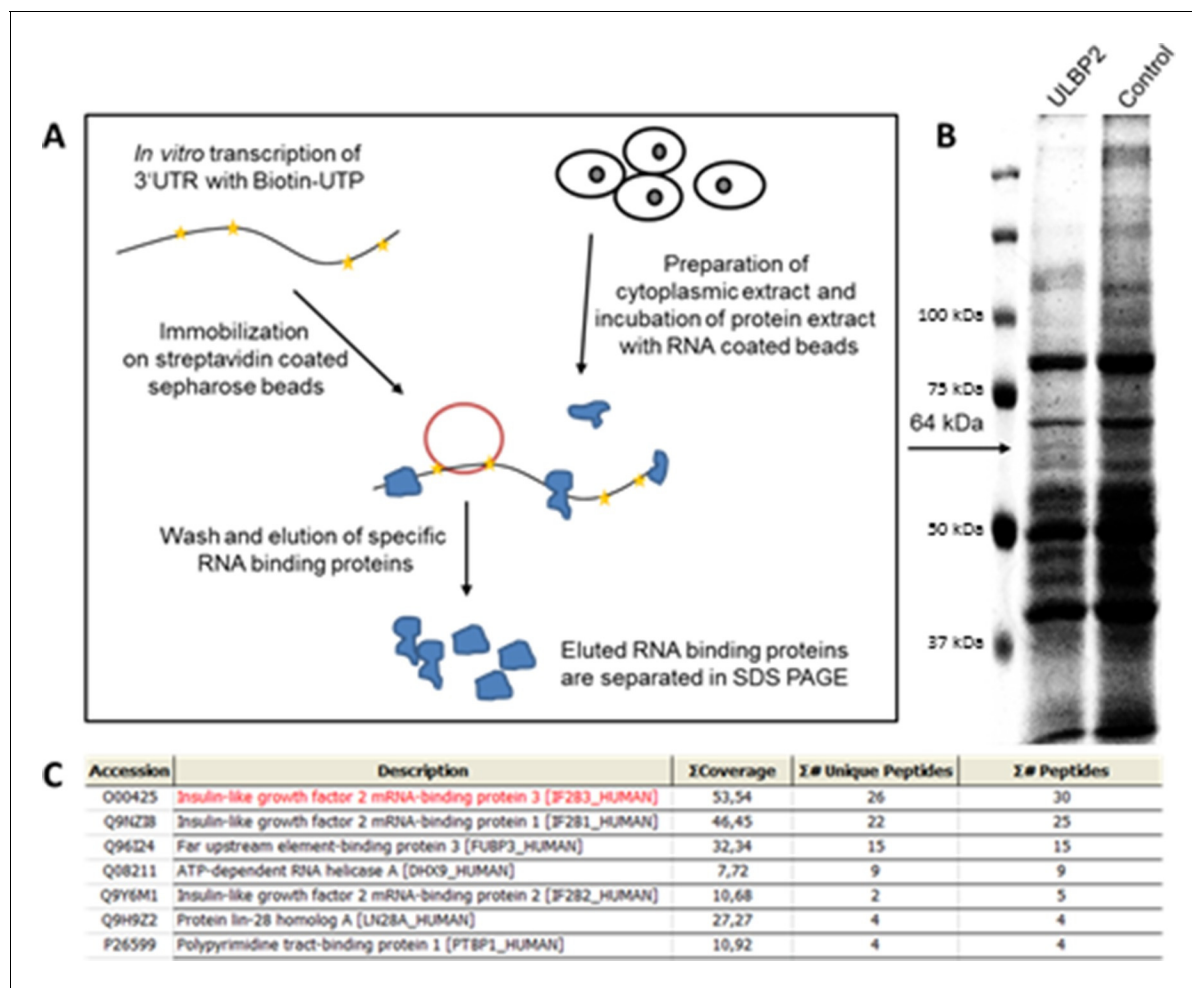 A
In vitro transcription of
3'UTR with Biotin-UTP
Immobilization
on streptavidin coated
sepharose beads
Preparation of
cytoplasmic extract and
incubation of protein extract
with RNA coated beads
Wash and elution of specific
RNA binding proteins
Eluted RNA binding proteins
are separated in SDS PAGE
B
ULBP2
Control
100 kDa
75 kDa
64 kDa
50 kDa
37 kDa
C
Accession Description ΣCoverage Σ# Unique Peptides Σ# Peptides
O00425 Insulin-like growth factor 2 mRNA-binding protein 3 [IF2B3_HUMAN] 53,54 26 30
Q9NZI8 Insulin-like growth factor 2 mRNA-binding protein 1 [IF2B1_HUMAN] 46,45 22 25
Q96I24 Far upstream element-binding protein 3 [FUBP3_HUMAN] 32,34 15 15
Q08211 ATP-dependent RNA helicase A [DHX9_HUMAN] 7,72 9 9
Q9Y6M1 Insulin-like growth factor 2 mRNA-binding protein 2 [IF2B2_HUMAN] 10,68 2 5
Q9H9Z2 Protein lin-28 homolog A [LN28A_HUMAN] 27,27 4 4
P26599 Polypyrimidine tract-binding protein 1 [PTBP1_HUMAN] 10,92 4 4